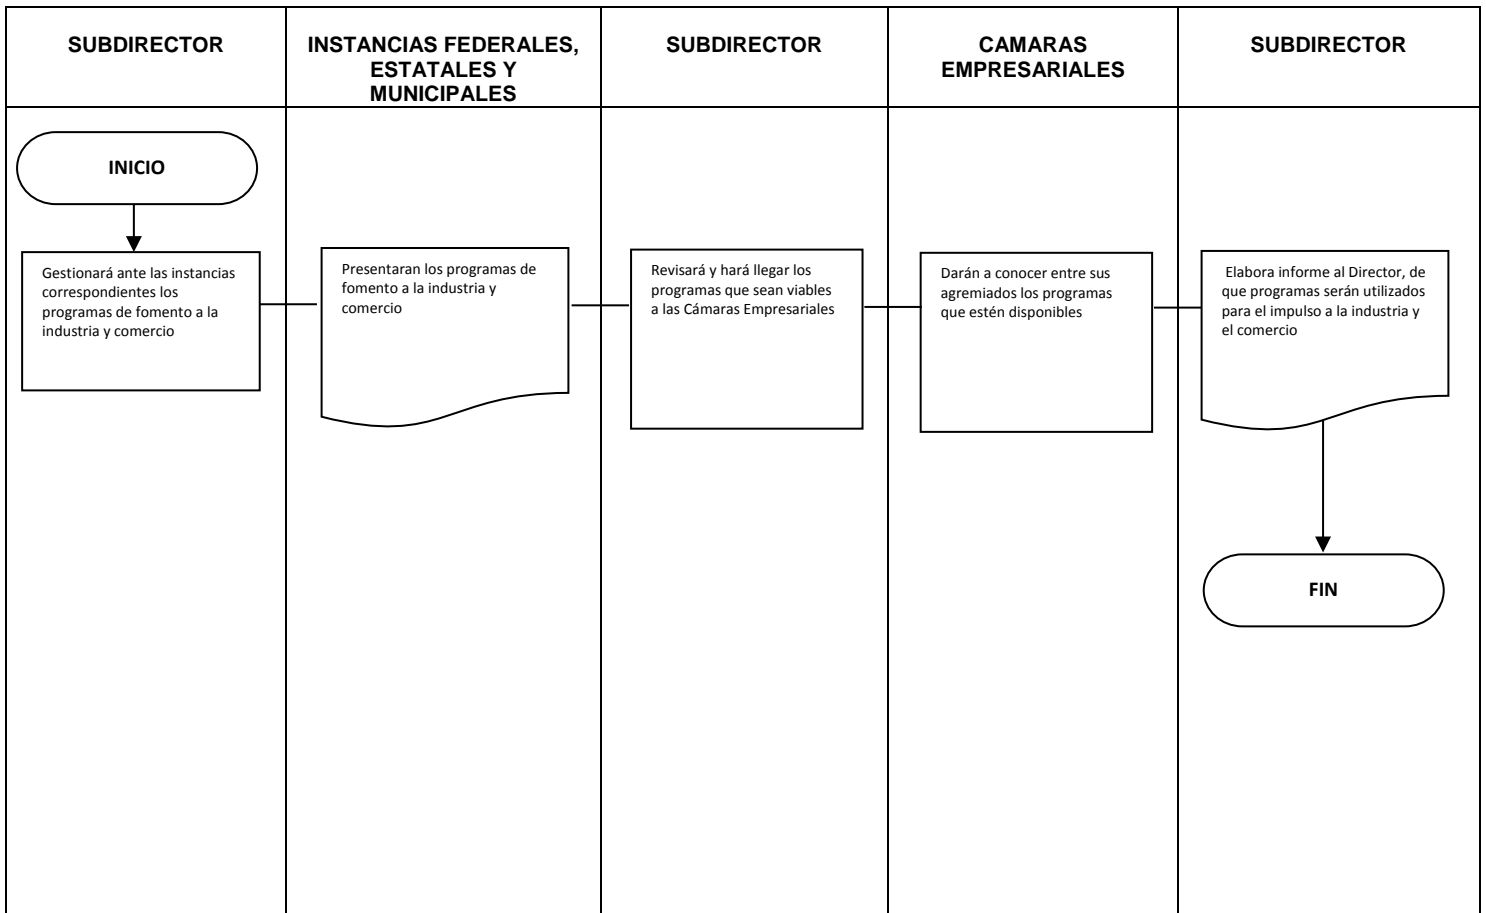 SUBDIRECTOR
INSTANCIAS FEDERALES,
ESTATALES Y
MUNICIPALES
SUBDIRECTOR
CAMARAS
EMPRESARIALES
SUBDIRECTOR
INICIO
Gestionará ante las instancias
correspondientes los
programas de fomento a la
industria y comercio
Presentaran los programas de
fomento a la industria y
comercio
Revisará y hará llegar los
programas que sean viables
a las Cámaras Empresariales
Darán a conocer entre sus
agremiados los programas
que estén disponibles
Elabora informe al Director, de
que programas serán utilizados
para el impulso a la industria y
el comercio
FIN